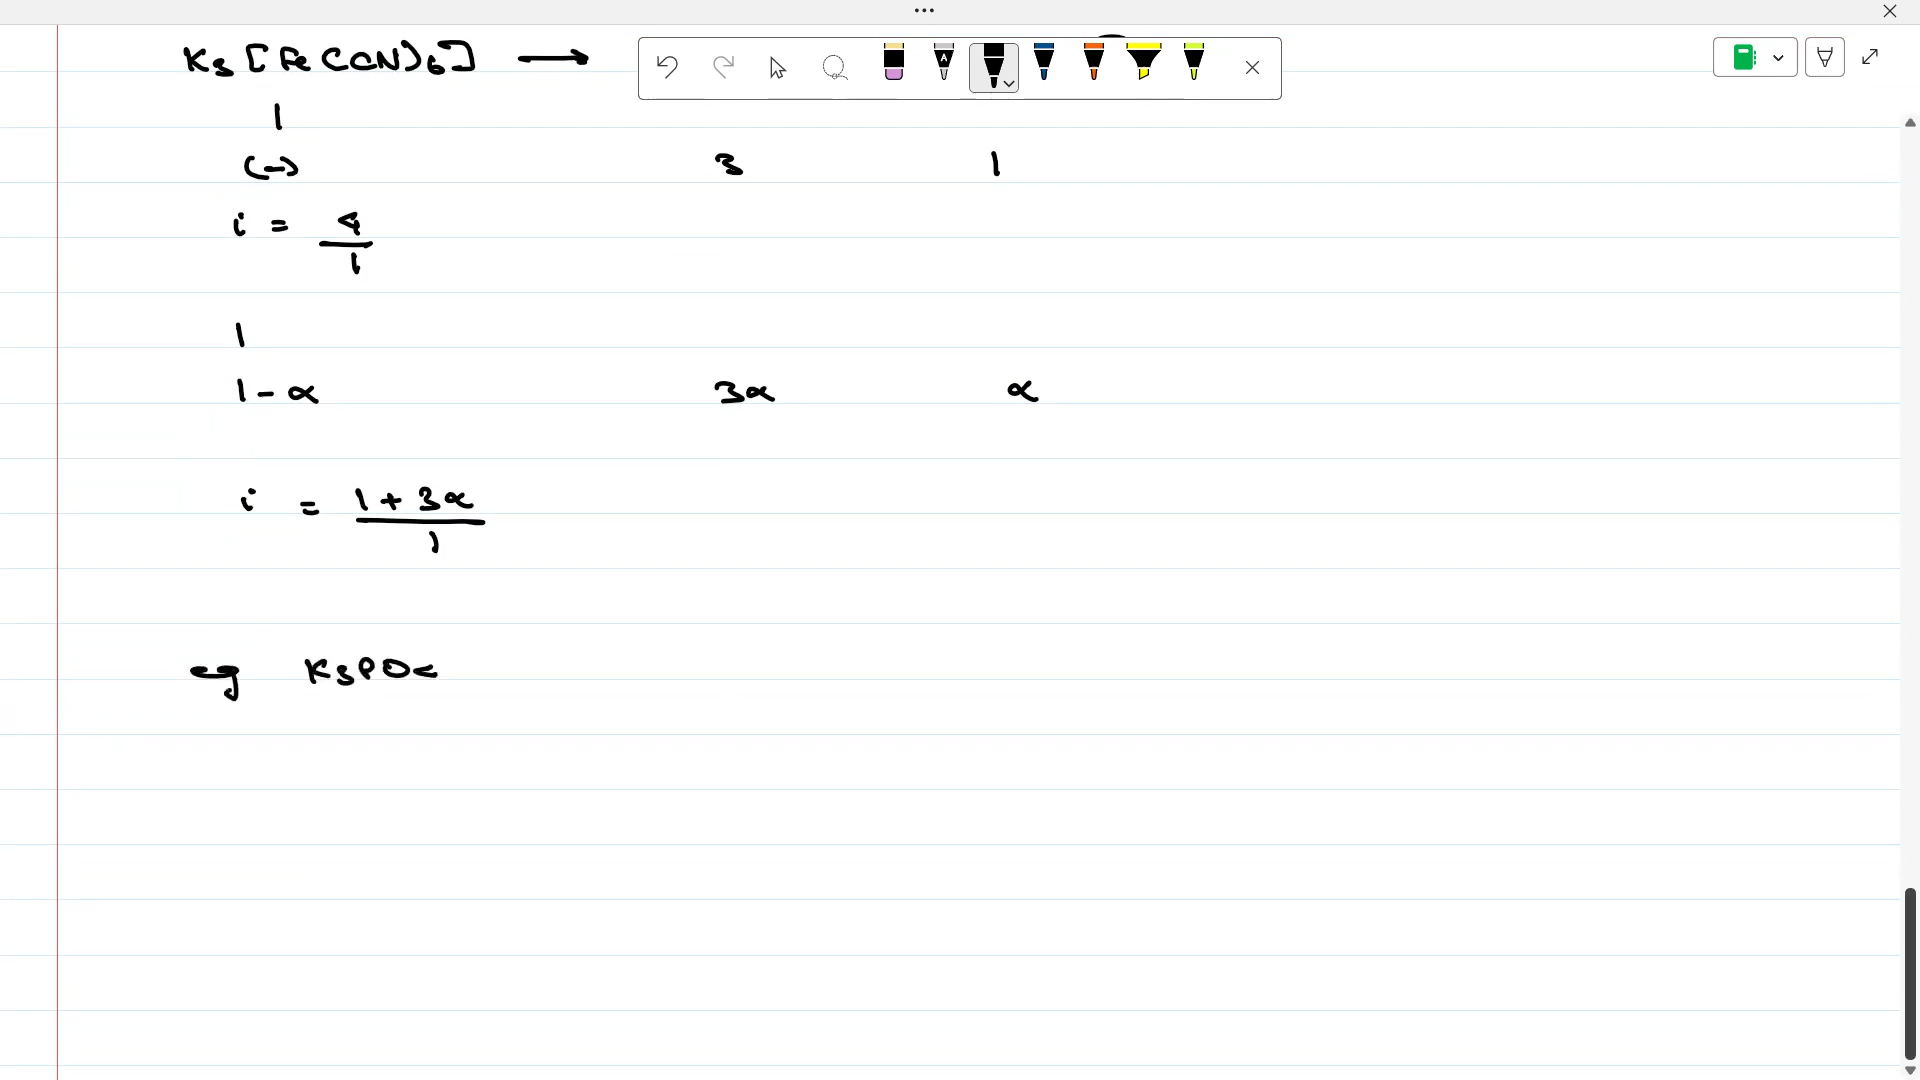 K3[Fe(CN)6] →
1
(-) 3 1
i = 4/1
1
1-α 3α α
i = 1+3α/1
eg K3PO4